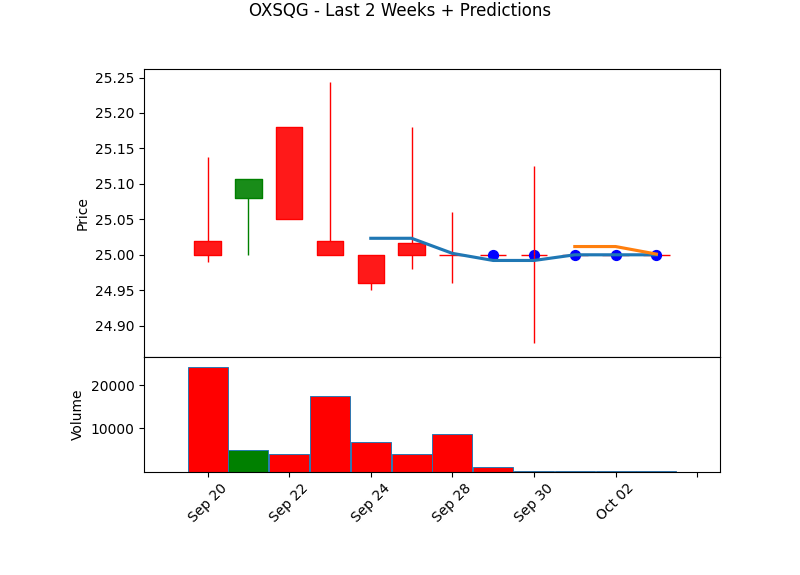 OXSQG - Last 2 Weeks + Predictions
25.25
25.20
25.15
25.10
25.05
25.00
24.95
24.90
Price
20000
10000
Volume
Sep 20
Sep 22
Sep 24
Sep 28
Sep 30
Oct 02